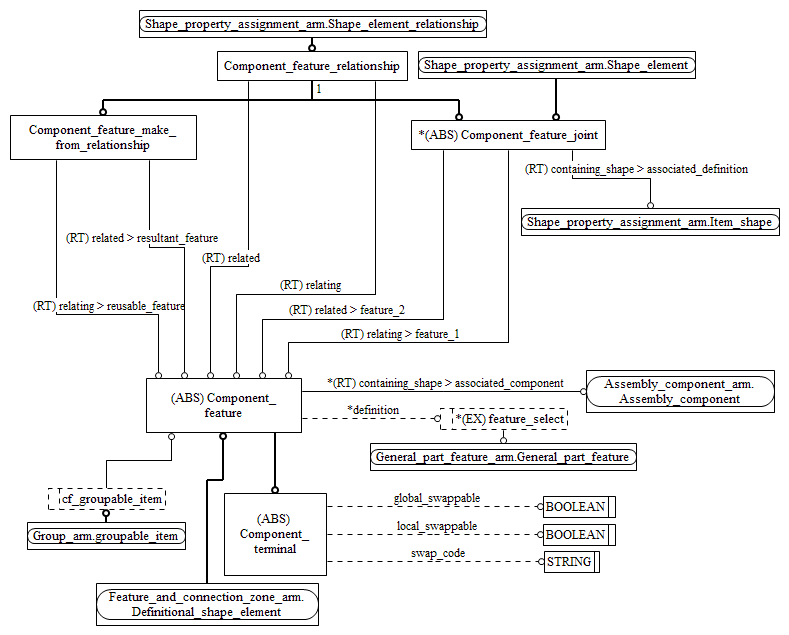 Shape_property_assignment_arm.Shape_element_relationship
Component_feature_relationship
Shape_property_assignment_arm.Shape_element
1
Component_feature_make_
from_relationship
*(ABS) Component_feature_joint
(RT) containing_shape > associated_definition
Shape_property_assignment_arm.Item_shape
(RT) related > resultant_feature
(RT) related
(RT) relating
(RT) relating > reusable_feature
(RT) related > feature_2
(RT) relating > feature_1
(ABS) Component_
feature
*(RT) containing_shape > associated_component
Assembly_component_arm.
Assembly_component
*definition
*(EX) feature_select
General_part_feature_arm.General_part_feature
cf_groupable_item
Group_arm.groupable_item
(ABS)
Component_
terminal
global_swappable
BOOLEAN
local_swappable
BOOLEAN
swap_code
STRING
Feature_and_connection_zone_arm.
Definitional_shape_element